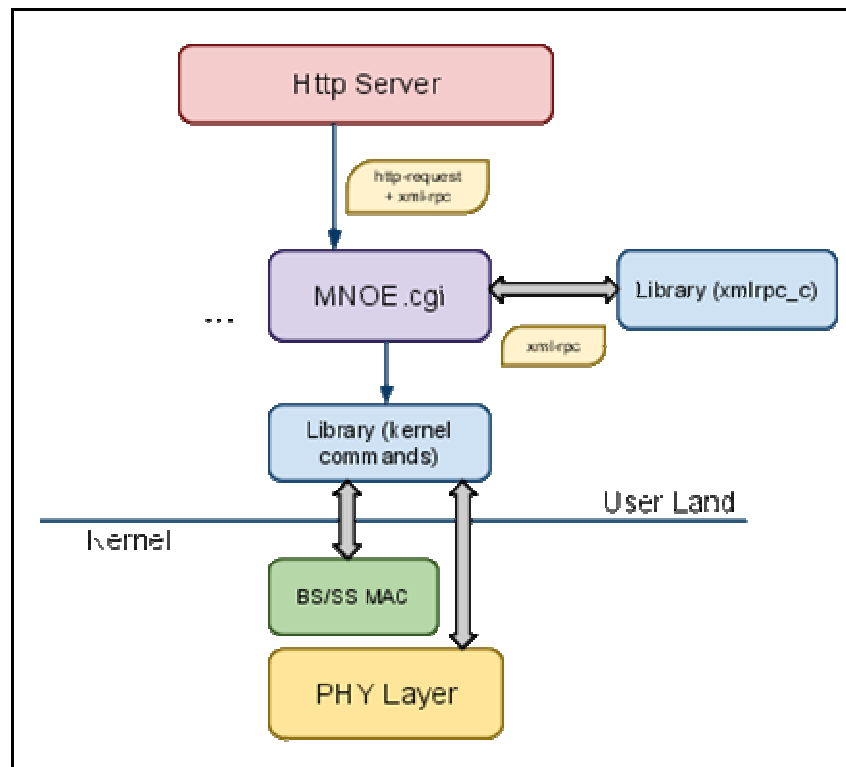 Http Server
http-request
+ xml-rpc
MNOE.cgi
Library (xmlrpc_c)
...
xml-rpc
Library (kernel
commands)
User Land
Kernel
BS/SS MAC
PHY Layer